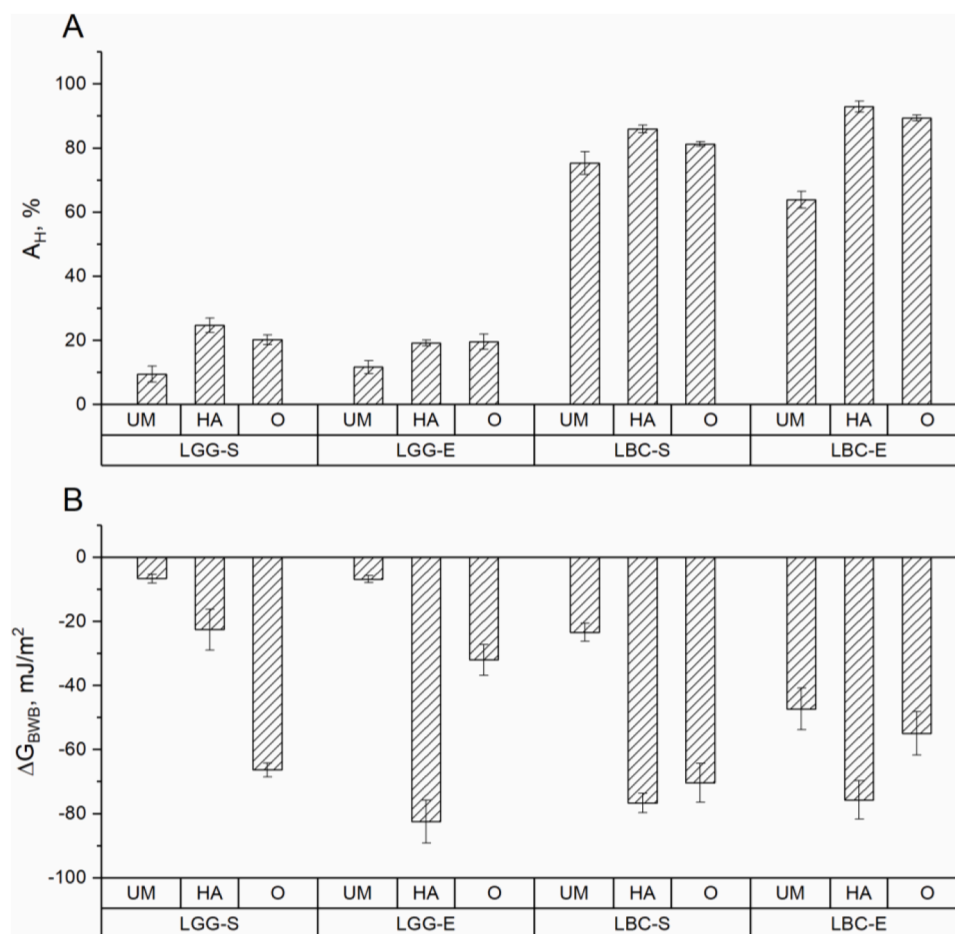 A
100
80
60
40
20
0
A_H, %
UM HA O UM HA O UM HA O UM HA O
LGG-S LGG-E LBC-S LBC-E
B
0
-20
-40
-60
-80
-100
ΔG_BWB, mJ/m²
UM HA O UM HA O UM HA O UM HA O
LGG-S LGG-E LBC-S LBC-E